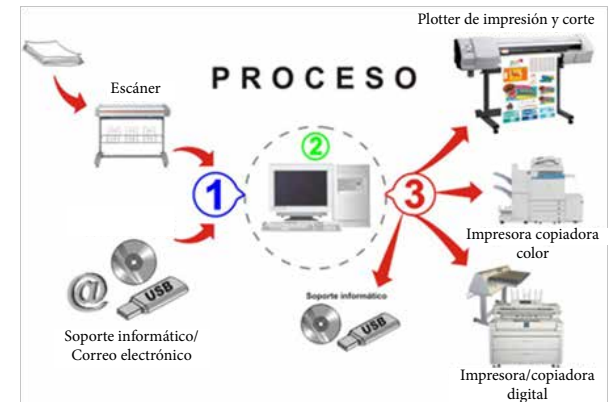 Plotter de impresión y corte
Escáner
PROCESO
2
1
3
Impresora copiadora
color
@
USB
Soporte informático/
Correo electrónico
Soporte informático
USB
Impresora/copiadora
digital